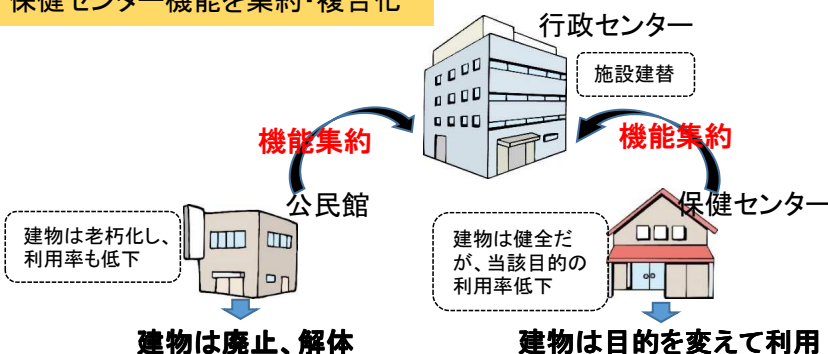 保健センター機能を集約・複合化
行政センター
施設建替
機能集約
機能集約
公民館
保健センター
建物は老朽化し、
利用率も低下
建物は健全だ
が、当該目的の
利用率低下
建物は廃止、解体
建物は目的を変えて利用